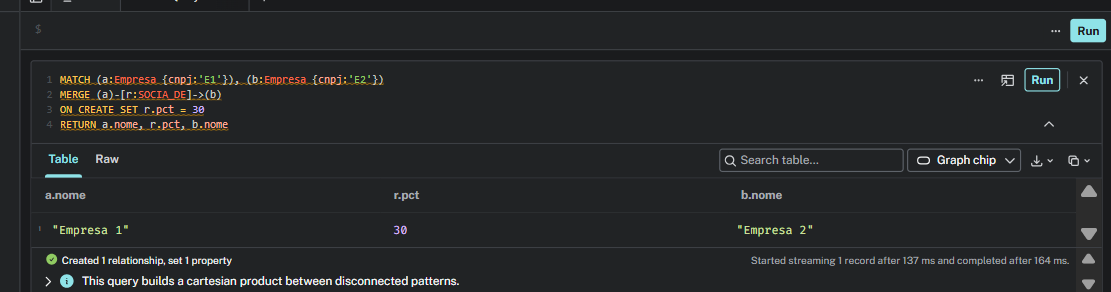 $
Run
1 MATCH (a:Empresa {cnpj:'E1'}), (b:Empresa {cnpj:'E2'})
2 MERGE (a)-[r:SOCIA_DE]->(b)
3 ON CREATE SET r.pct = 30
4 RETURN a.nome, r.pct, b.nome
Run
Table Raw
Search table... Graph chip
a.nome r.pct b.nome
1 "Empresa 1" 30 "Empresa 2"
Created 1 relationship, set 1 property
Started streaming 1 record after 137 ms and completed after 164 ms.
This query builds a cartesian product between disconnected patterns.